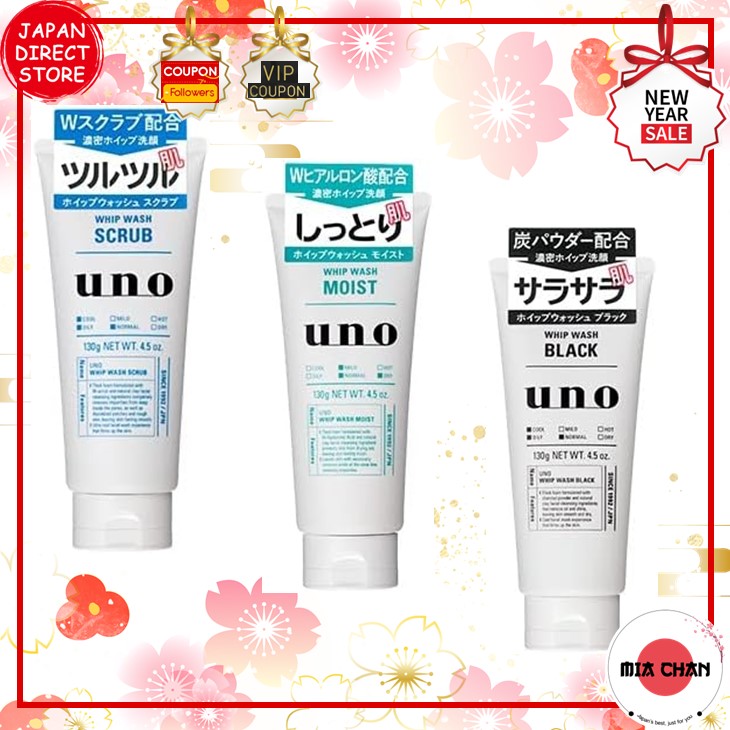 JAPAN
DIRECT
STORE
COUPON
Followers
VIP
COUPON
NEW
YEAR
SALE
Wスクラブ配合
濃密ホイップ洗顔
ツルツル肌
ホイップウォッシュ スクラブ
WHIP WASH
SCRUB
uno
COOL MILD HOT
OILY NORMAL DRY
130g NET WT. 4.5 oz.
UNO
WHIP WASH SCRUB
Name
Features
SINCE 1992 / JPN
Wヒアルロン酸配合
濃密ホイップ洗顔
しっとり肌
ホイップウォッシュ モイスト
WHIP WASH
MOIST
uno
COOL MILD HOT
OILY NORMAL DRY
130g NET WT. 4.5 oz.
UNO
WHIP WASH MOIST
Name
Features
SINCE 1992 / JPN
炭パウダー配合
濃密ホイップ洗顔
サラサラ肌
ホイップウォッシュ ブラック
WHIP WASH
BLACK
uno
COOL MILD HOT
OILY NORMAL DRY
130g NET WT. 4.5 oz.
UNO
WHIP WASH BLACK
Name
Features
SINCE 1992 / JPN
MIA CHAN
Japan's best, just for you